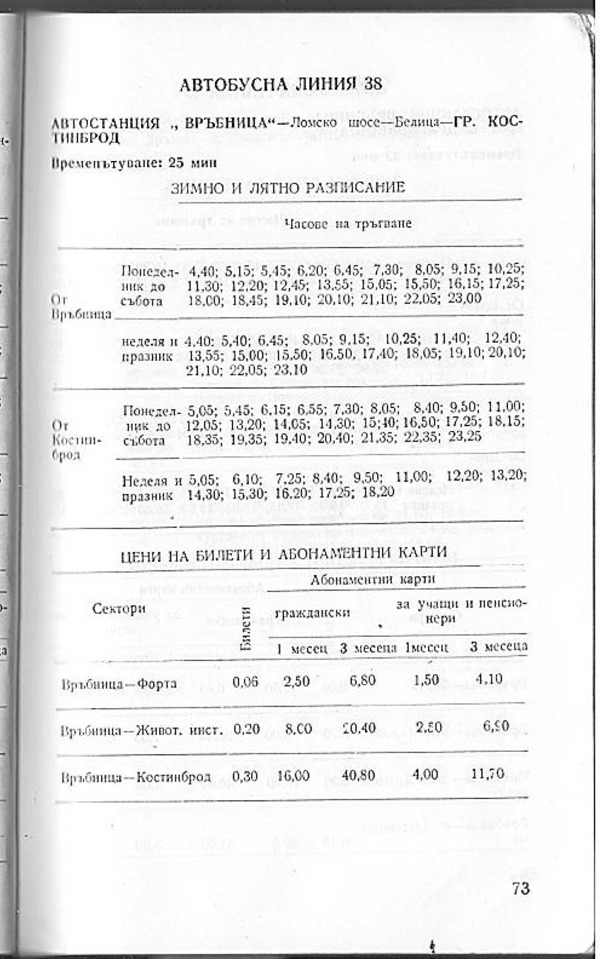 АВТОБУСНА ЛИНИЯ 38
АВТОСТАНЦИЯ „ ВРЪБНИЦА“—Ломско шосе—Белица—ГР. КОС-
ТИНБРОД
Времепътуване: 25 мин
ЗИМНО И ЛЯТНО РАЗПИСАНИЕ
Часове на тръгване
Понедел- 4,40; 5,15; 5,45; 6,20; 6,45; 7,30; 8,05; 9,15; 10,25;
ник до 11,30; 12,20; 12,45; 13,55; 15,05; 15,50; 16,15; 17,25;
От събота 18,00; 18,45; 19,10; 20,10; 21,10; 22,05; 23,00
Връбница
неделя и 4,40: 5,40; 6,45; 8,05; 9,15; 10,25; 11,40; 12,40;
празник 13,55; 15,00; 15,50; 16,50, 17,40; 18,05; 19,10; 20,10;
21,10; 22,05; 23,10
Понедел- 5,05; 5,45; 6,15; 6,55; 7,30; 8,05; 8,40; 9,50; 11,00;
От ник до 12,05; 13,20; 14,05; 14,30; 15;40; 16,50; 17,25; 18,15;
Костин- събота 18,35; 19,35; 19,40; 20,40; 21,35; 22,35; 23,25
брод
Неделя и 5,05; 6,10; 7,25; 8,40; 9,50; 11,00; 12,20; 13,20;
празник 14,30; 15,30; 16,20; 17,25; 18,20
ЦЕНИ НА БИЛЕТИ И АБОНАМЕНТНИ КАРТИ
Абонаментни карти
Сектори Билети граждански за учащи и пенсио-
нери
1 месец 3 месеца 1месец 3 месеца
Връбница—Форта 0,06 2,50 6,80 1,50 4,10
Връбница—Живот. инст. 0,20 8,00 20.40 2,50 6,90
Връбница—Костинброд 0,30 16,00 40,80 4,00 11,70
73